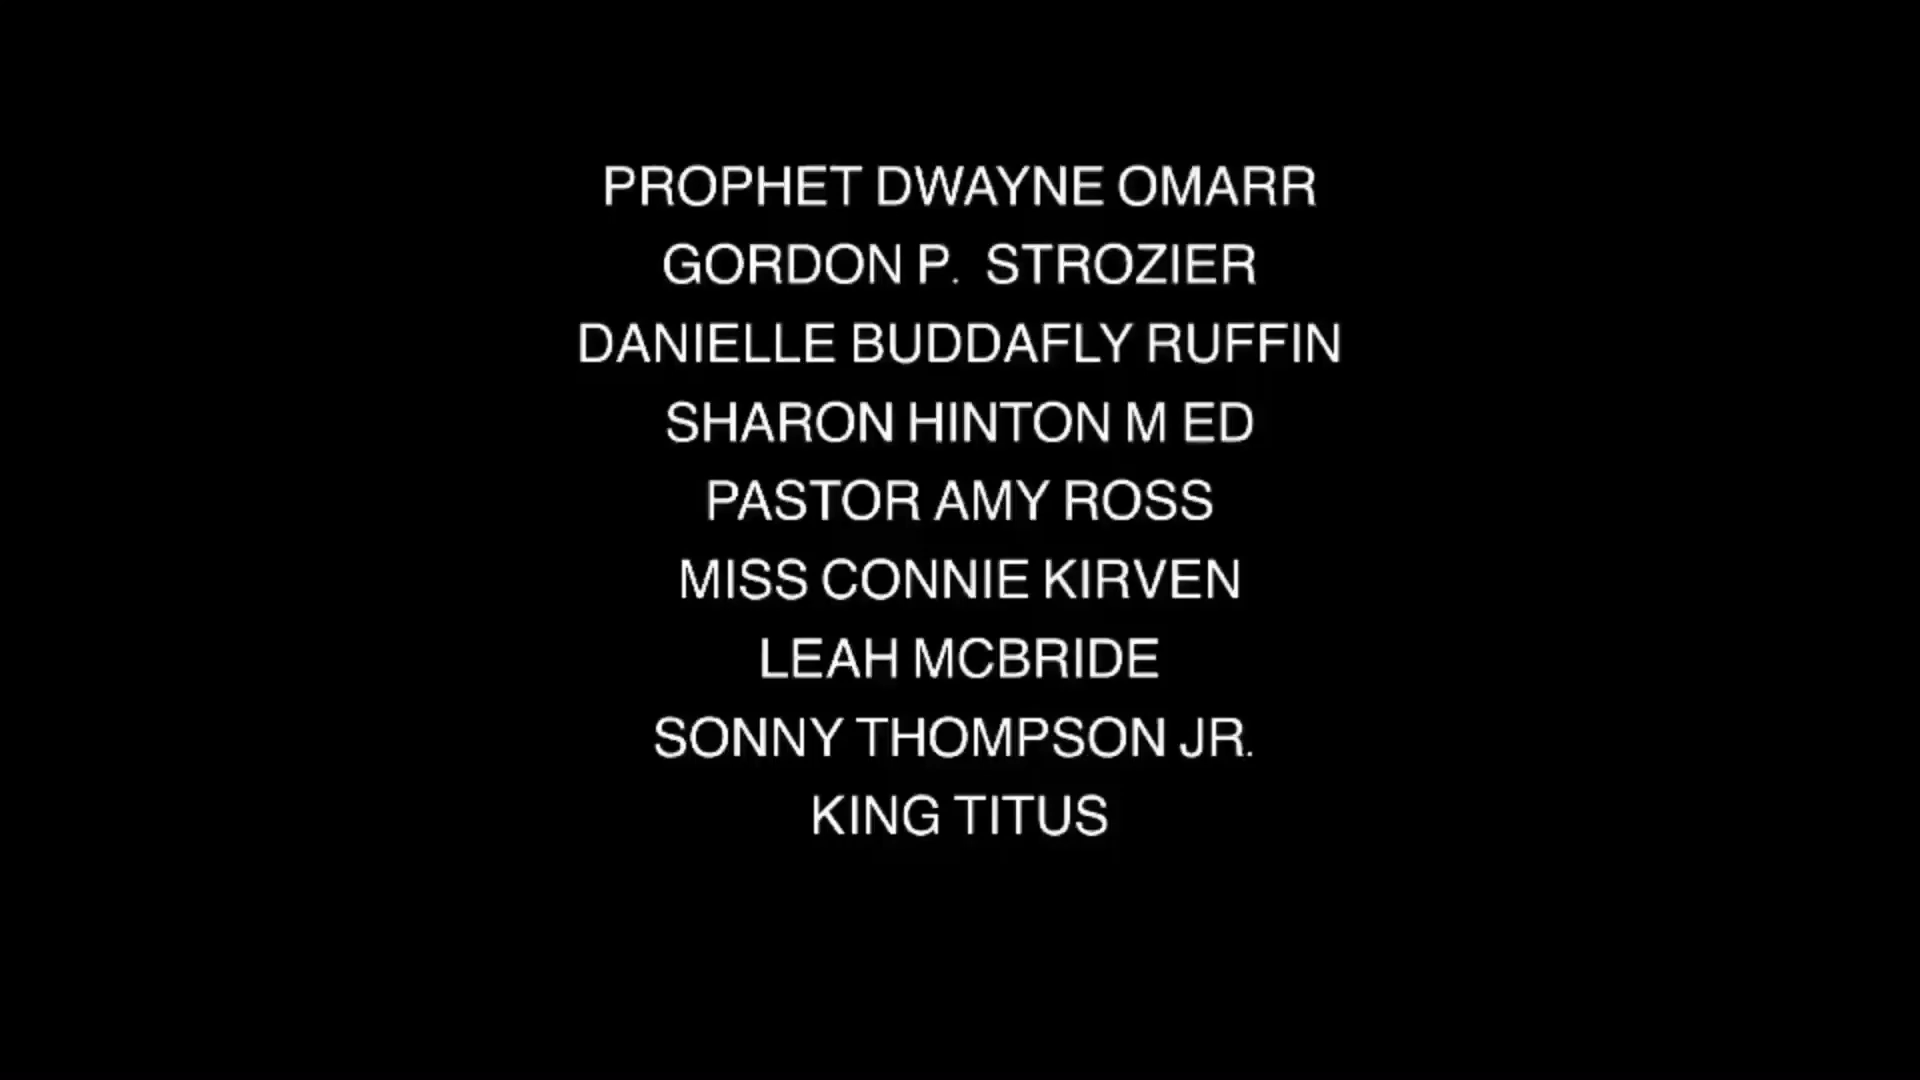 PROPHET DWAYNE OMARR
GORDON P.  STROZIER
DANIELLE BUDDAFLY RUFFIN
SHARON HINTON M ED
PASTOR AMY ROSS
MISS CONNIE KIRVEN
LEAH MCBRIDE
SONNY THOMPSON JR.
KING TITUS